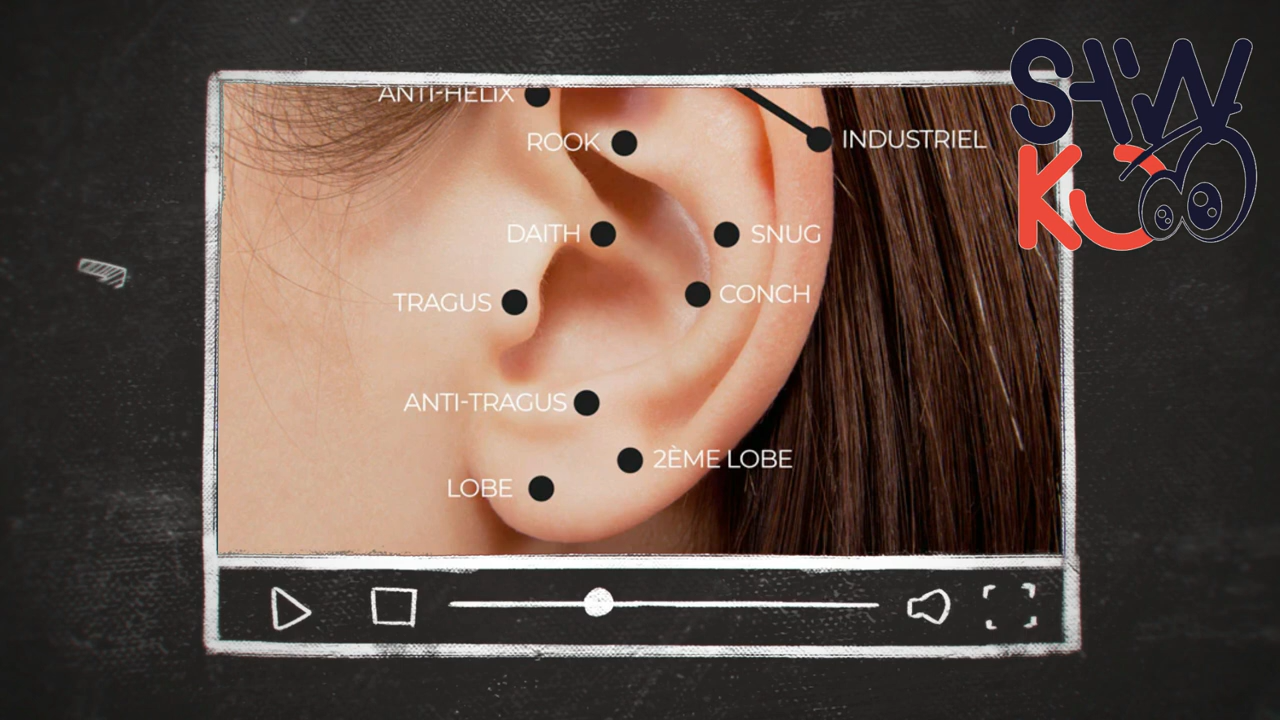 ANTI-HELIX
ROOK
INDUSTRIEL
DAITH
SNUG
TRAGUS
CONCH
ANTI-TRAGUS
2ÈME LOBE
LOBE